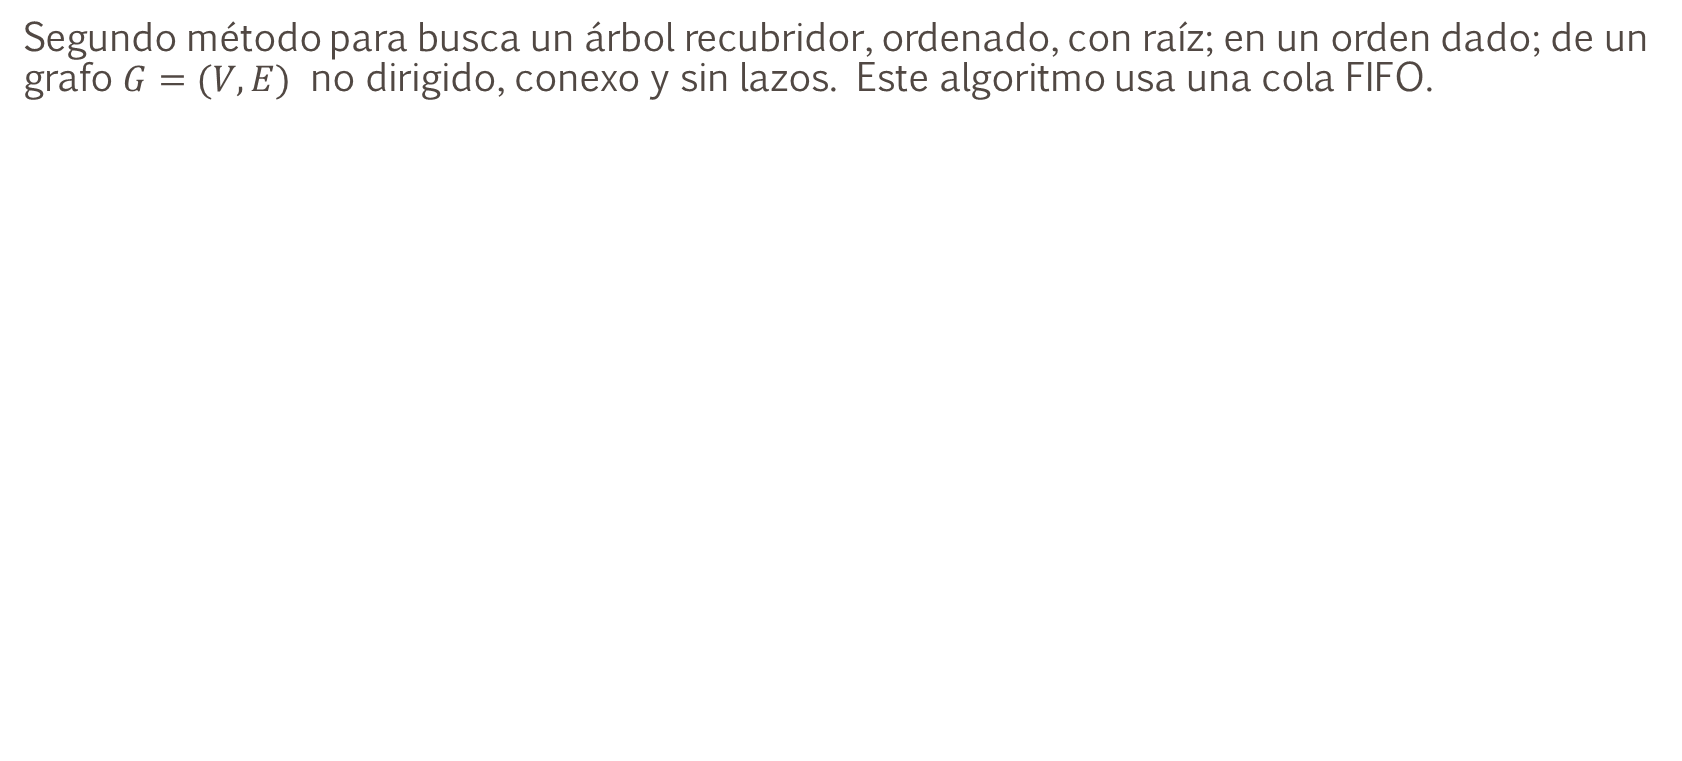 Segundo método para busca un árbol recubridor, ordenado, con raíz; en un orden dado; de un
grafo G = (V, E) no dirigido, conexo y sin lazos. Este algoritmo usa una cola FIFO.